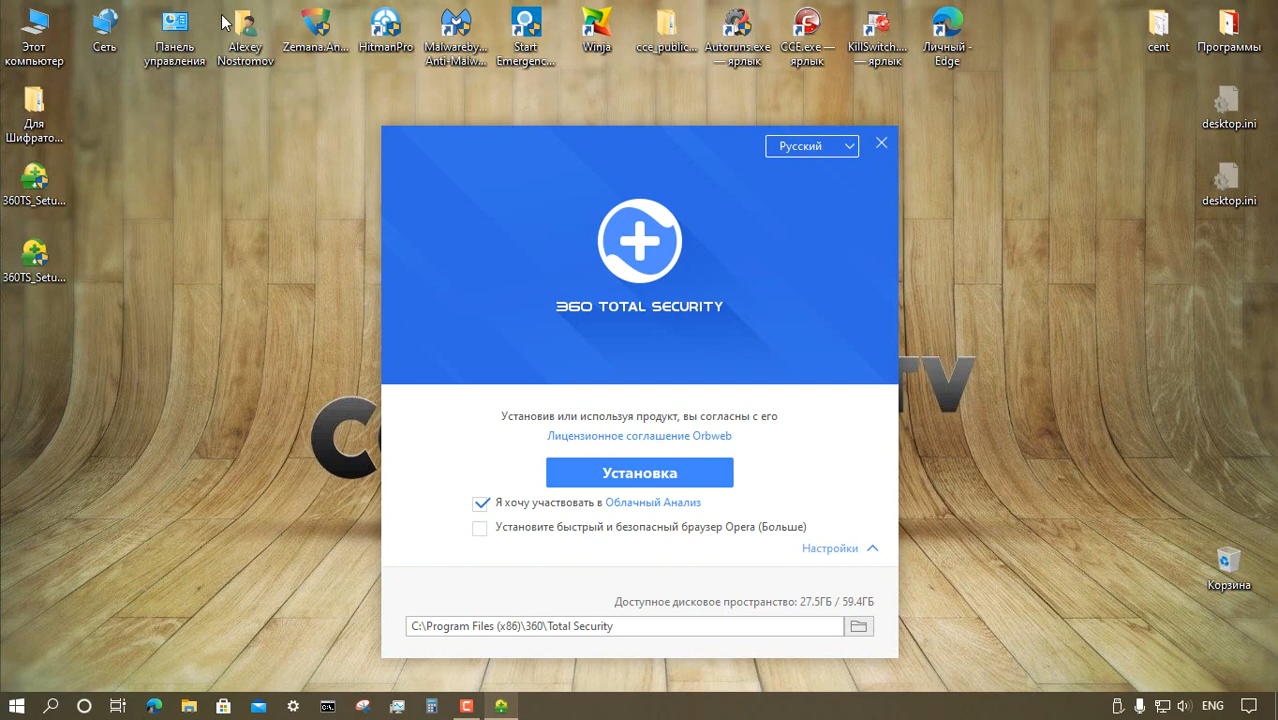 Этот
компьютер
Сеть
Панель
управления
Alexey
Nostromov
Zemana.An...
HitmanPro
Malwareby...
Anti-Malw...
Start
Emergenc...
Winja
cce_public...
Autoruns.exe
— ярлык
CCE.exe —
ярлык
KillSwitch....
— ярлык
Личный -
Edge
cent
Программы
Для
Шифрато...
360TS_Setu...
360TS_Setu...
desktop.ini
desktop.ini
Корзина
Русский
360 TOTAL SECURITY
C
TV
Установив или используя продукт, вы согласны с его
Лицензионное соглашение Orbweb
Установка
Я хочу участвовать в Облачный Анализ
Установите быстрый и безопасный браузер Opera (Больше)
Настройки
Доступное дисковое пространство: 27.5ГБ / 59.4ГБ
C:\Program Files (x86)\360\Total Security
ENG